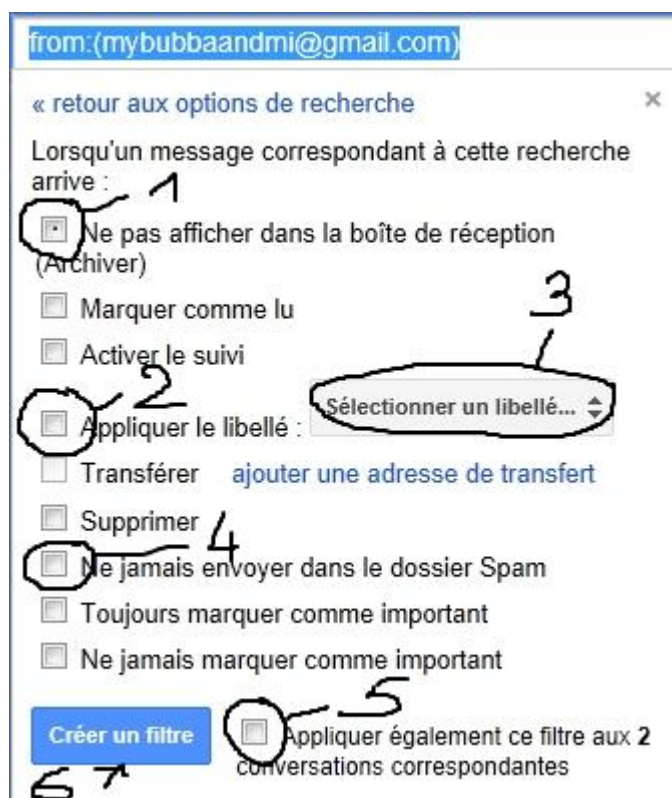 from:(mybubbaandmi@gmail.com)
« retour aux options de recherche ×
Lorsqu'un message correspondant à cette recherche
arrive :
1
Ne pas afficher dans la boîte de réception
(Archiver)
Marquer comme lu
3
Activer le suivi
2
Appliquer le libellé : Sélectionner un libellé...
Transférer ajouter une adresse de transfert
Supprimer
4
Ne jamais envoyer dans le dossier Spam
Toujours marquer comme important
Ne jamais marquer comme important
5
Créer un filtre Appliquer également ce filtre aux 2
6 conversations correspondantes